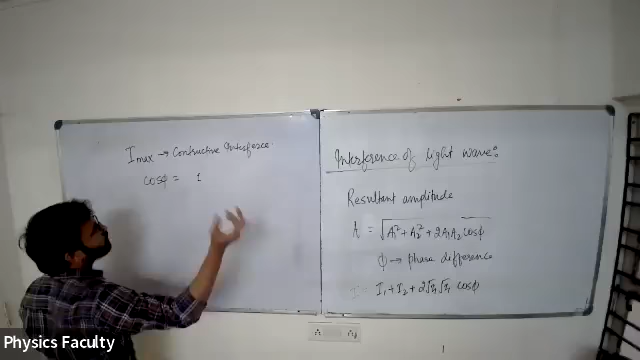 I max → Constructive Interference.
cosφ = 1
Interference of light wave:
Resultant amplitude
A = √A₁² + A₂² + 2A₁A₂ cosφ
φ → phase difference
I = I₁ + I₂ + 2√I₁√I₂ cosφ
Physics Faculty